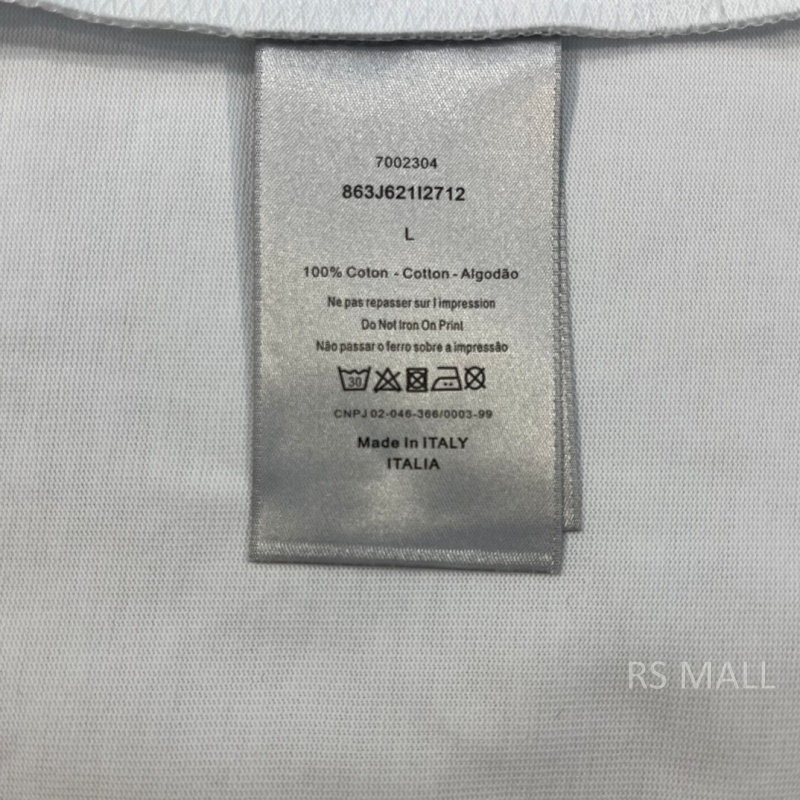 7002304
863J621I2712
L
100% Coton - Cotton - Algodão
Ne pas repasser sur l'impression
Do Not Iron On Print
Não passar o ferro sobre a impressão
30
CNPJ 02-046-366/0003-99
Made In ITALY
ITALIA
RS MALL